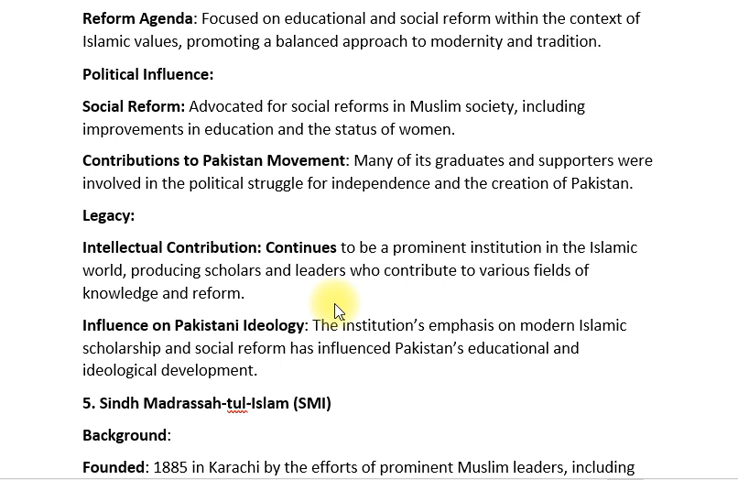 Reform Agenda: Focused on educational and social reform within the context of
Islamic values, promoting a balanced approach to modernity and tradition.
Political Influence:
Social Reform: Advocated for social reforms in Muslim society, including
improvements in education and the status of women.
Contributions to Pakistan Movement: Many of its graduates and supporters were
involved in the political struggle for independence and the creation of Pakistan.
Legacy:
Intellectual Contribution: Continues to be a prominent institution in the Islamic
world, producing scholars and leaders who contribute to various fields of
knowledge and reform.
Influence on Pakistani Ideology: The institution’s emphasis on modern Islamic
scholarship and social reform has influenced Pakistan’s educational and
ideological development.
5. Sindh Madrassah-tul-Islam (SMI)
Background:
Founded: 1885 in Karachi by the efforts of prominent Muslim leaders, including